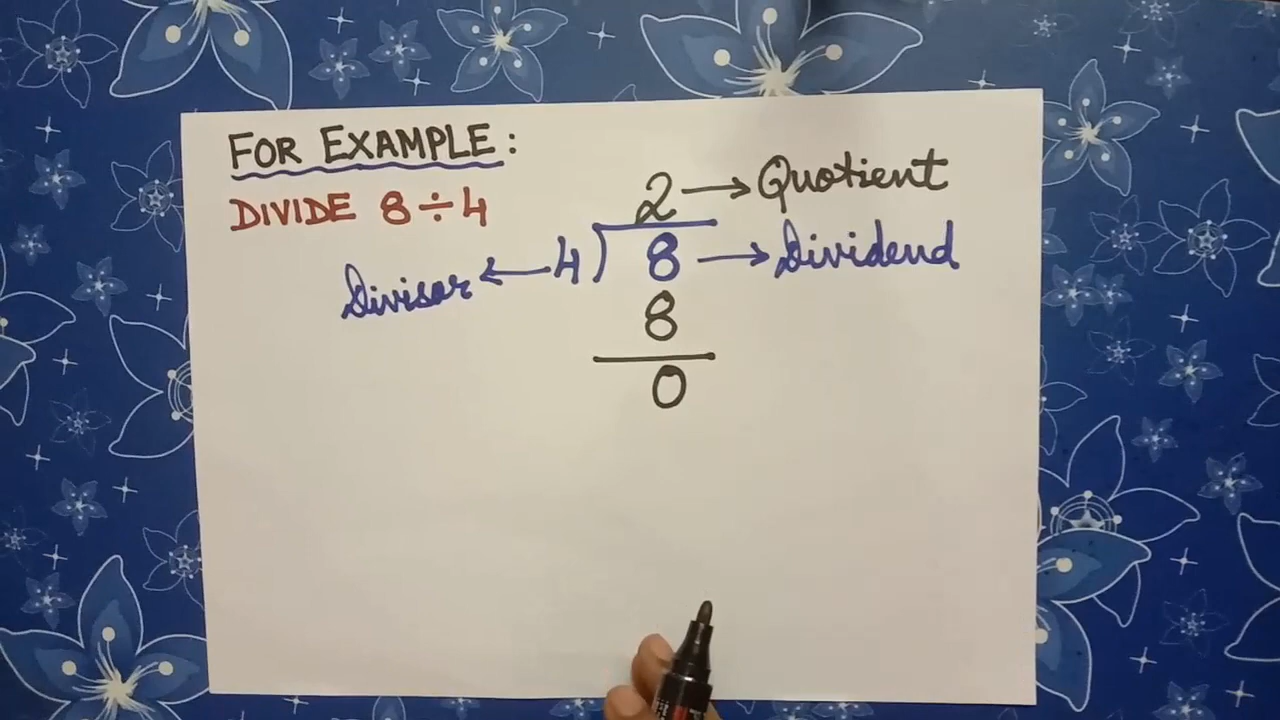 FOR EXAMPLE:
DIVIDE 8÷4
2 → Quotient
Divisor ← 4) 8 → Dividend
8
0